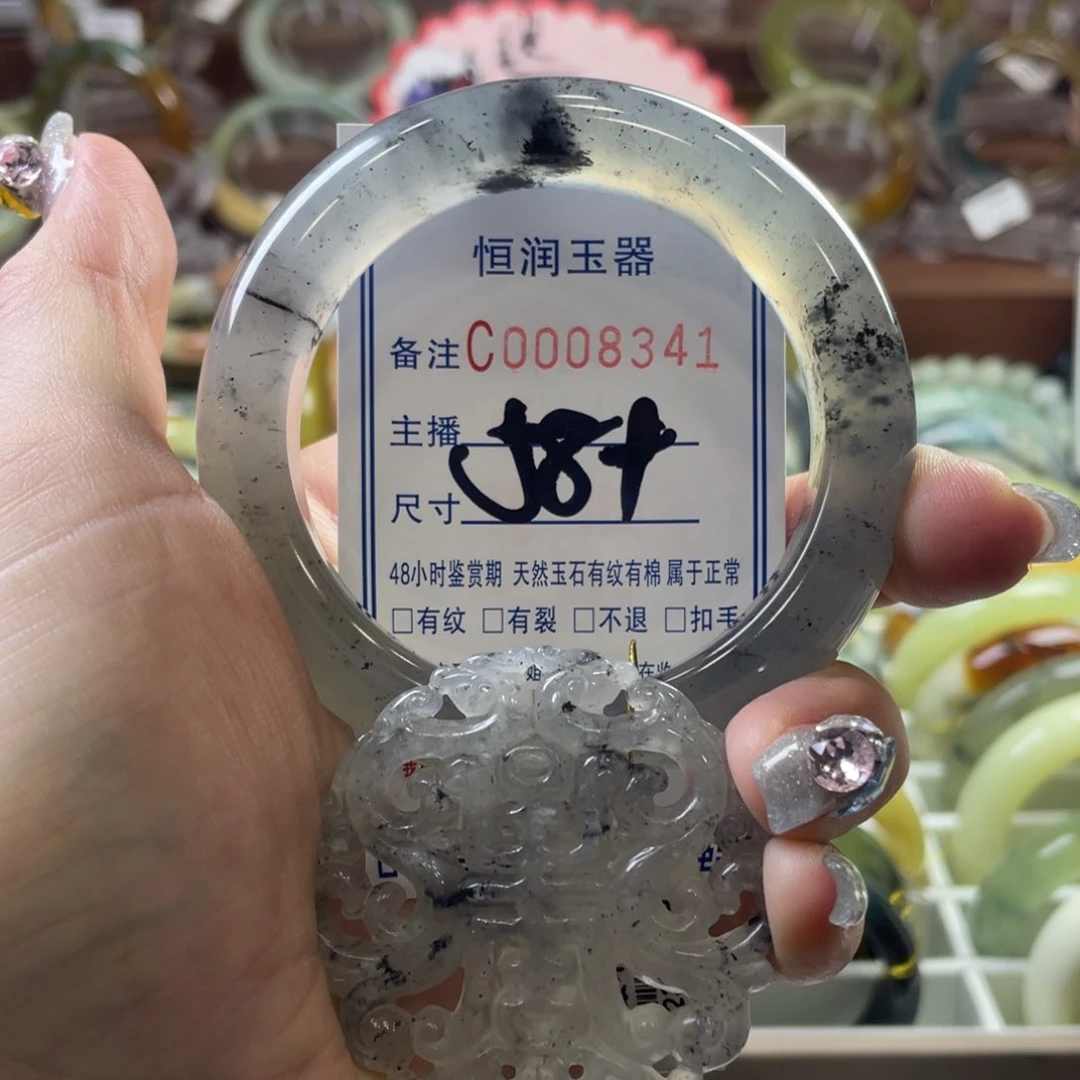 恒润玉器
备注C0008341
主播
尺寸
48小时鉴赏期 天然玉石有纹有棉 属于正常
□有纹 □有裂 □不退 □扣毛